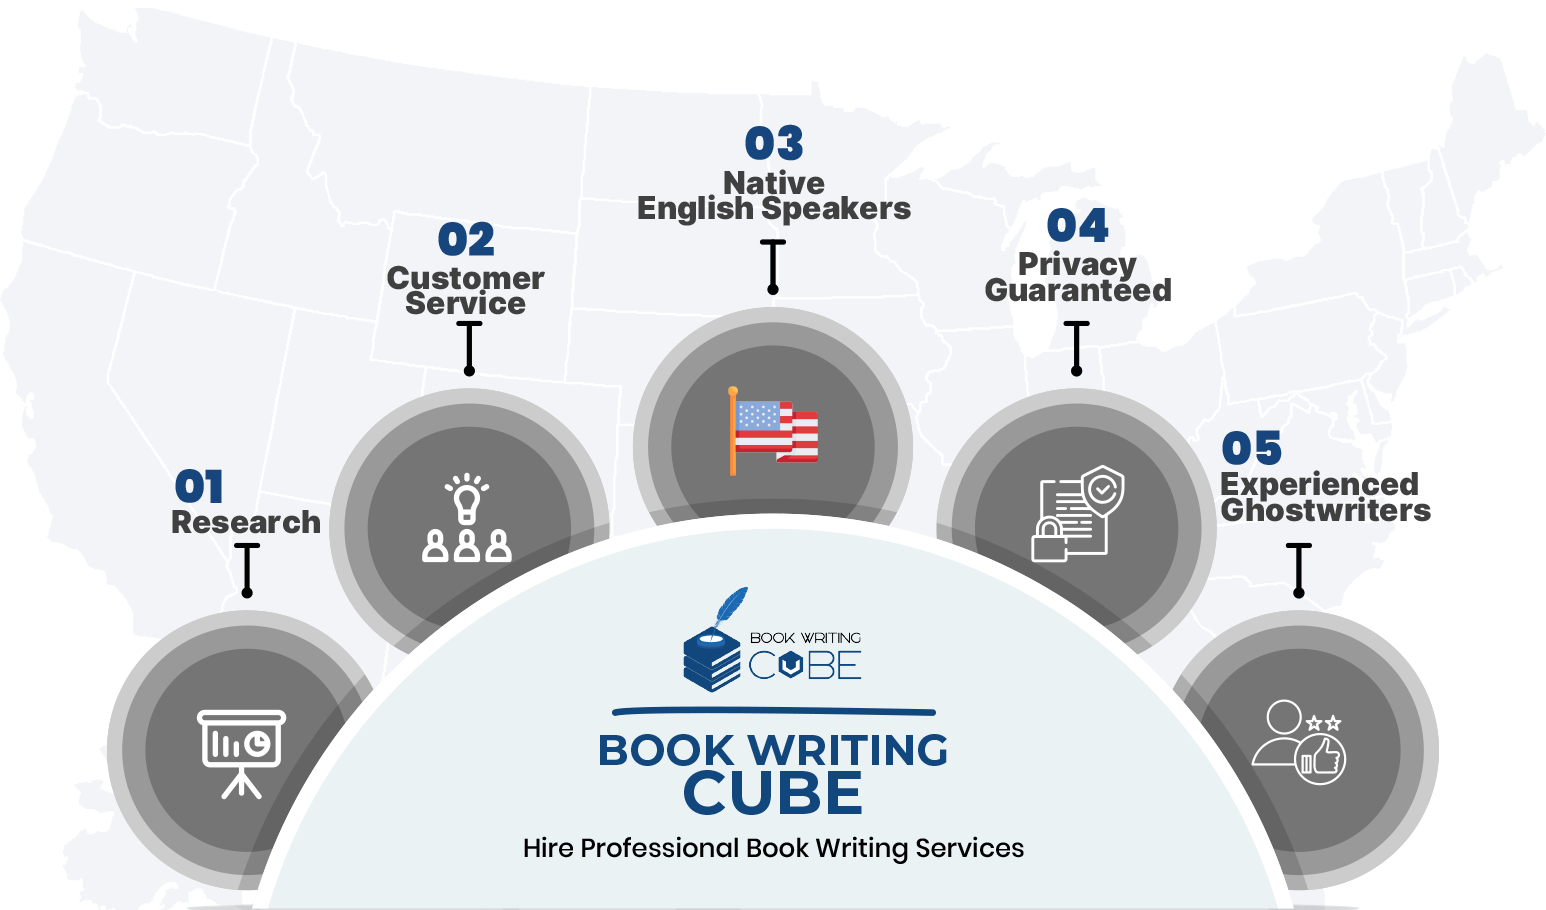 01
Research
02
Customer
Service
03
Native
English Speakers
04
Privacy
Guaranteed
05
Experienced
Ghostwriters
BOOK WRITING
CUBE
BOOK WRITING
CUBE
Hire Professional Book Writing Services